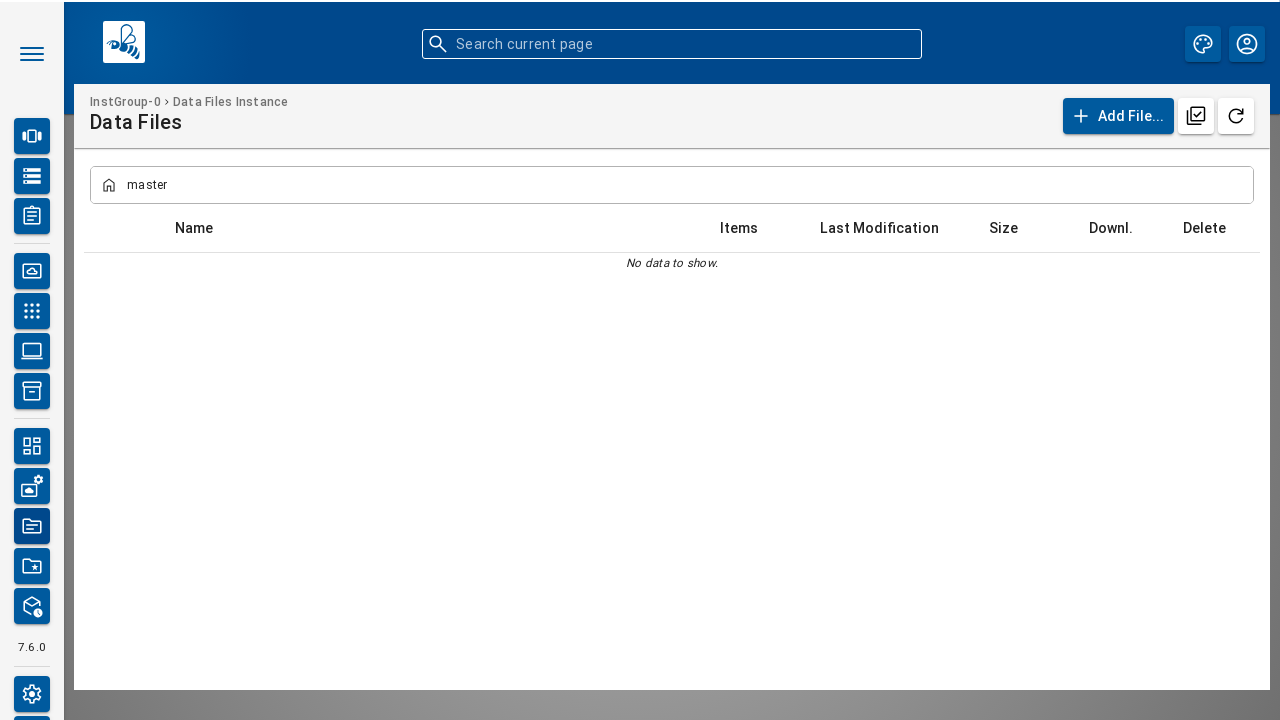 Search current page
InstGroup-0 › Data Files Instance
Data Files
Add File...
master
Name Items Last Modification Size Downl. Delete
No data to show.
7.6.0